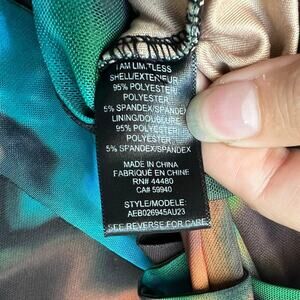 I AM LIMITLESS
SHELL/EXTERIEUR
95% POLYESTER/
POLYESTER
5% SPANDEX/SPANDEX
LINING/DOUBLURE
95% POLYESTER/
POLYESTER
5% SPANDEX/SPANDEX
MADE IN CHINA
FABRIQUÉ EN CHINE
RN# 44480
CA# 59940
STYLE/MODELE:
AEB026945AU23
SEE REVERSE FOR CARE